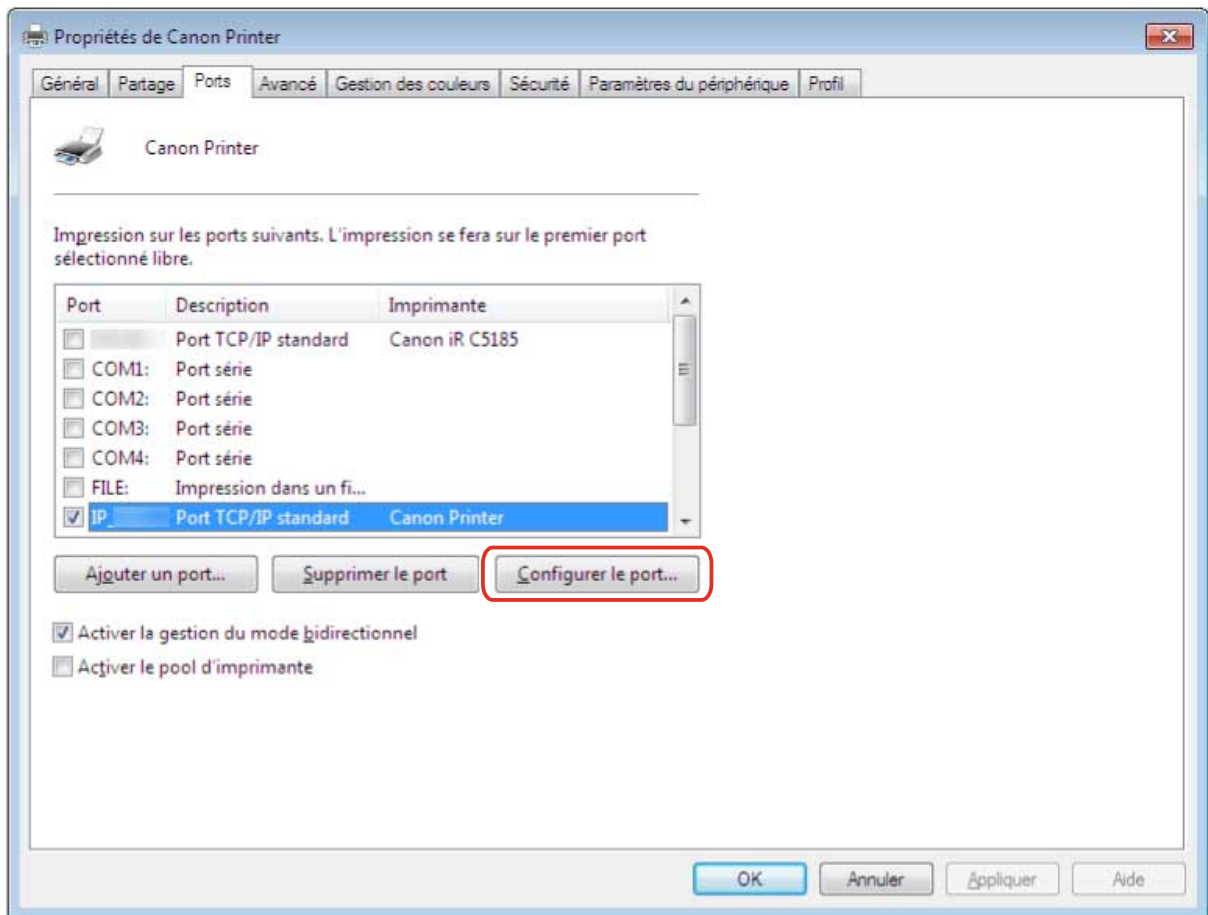 Propriétés de Canon Printer
Général Partage Ports Avancé Gestion des couleurs Sécurité Paramètres du périphérique Profil
Canon Printer
Impression sur les ports suivants. L'impression se fera sur le premier port
sélectionné libre.
Port Description Imprimante
Port TCP/IP standard Canon iR C5185
COM1: Port série
COM2: Port série
COM3: Port série
COM4: Port série
FILE: Impression dans un fi...
IP_ Port TCP/IP standard Canon Printer
Ajouter un port... Supprimer le port Configurer le port...
Activer la gestion du mode bidirectionnel
Activer le pool d'imprimante
OK Annuler Appliquer Aide